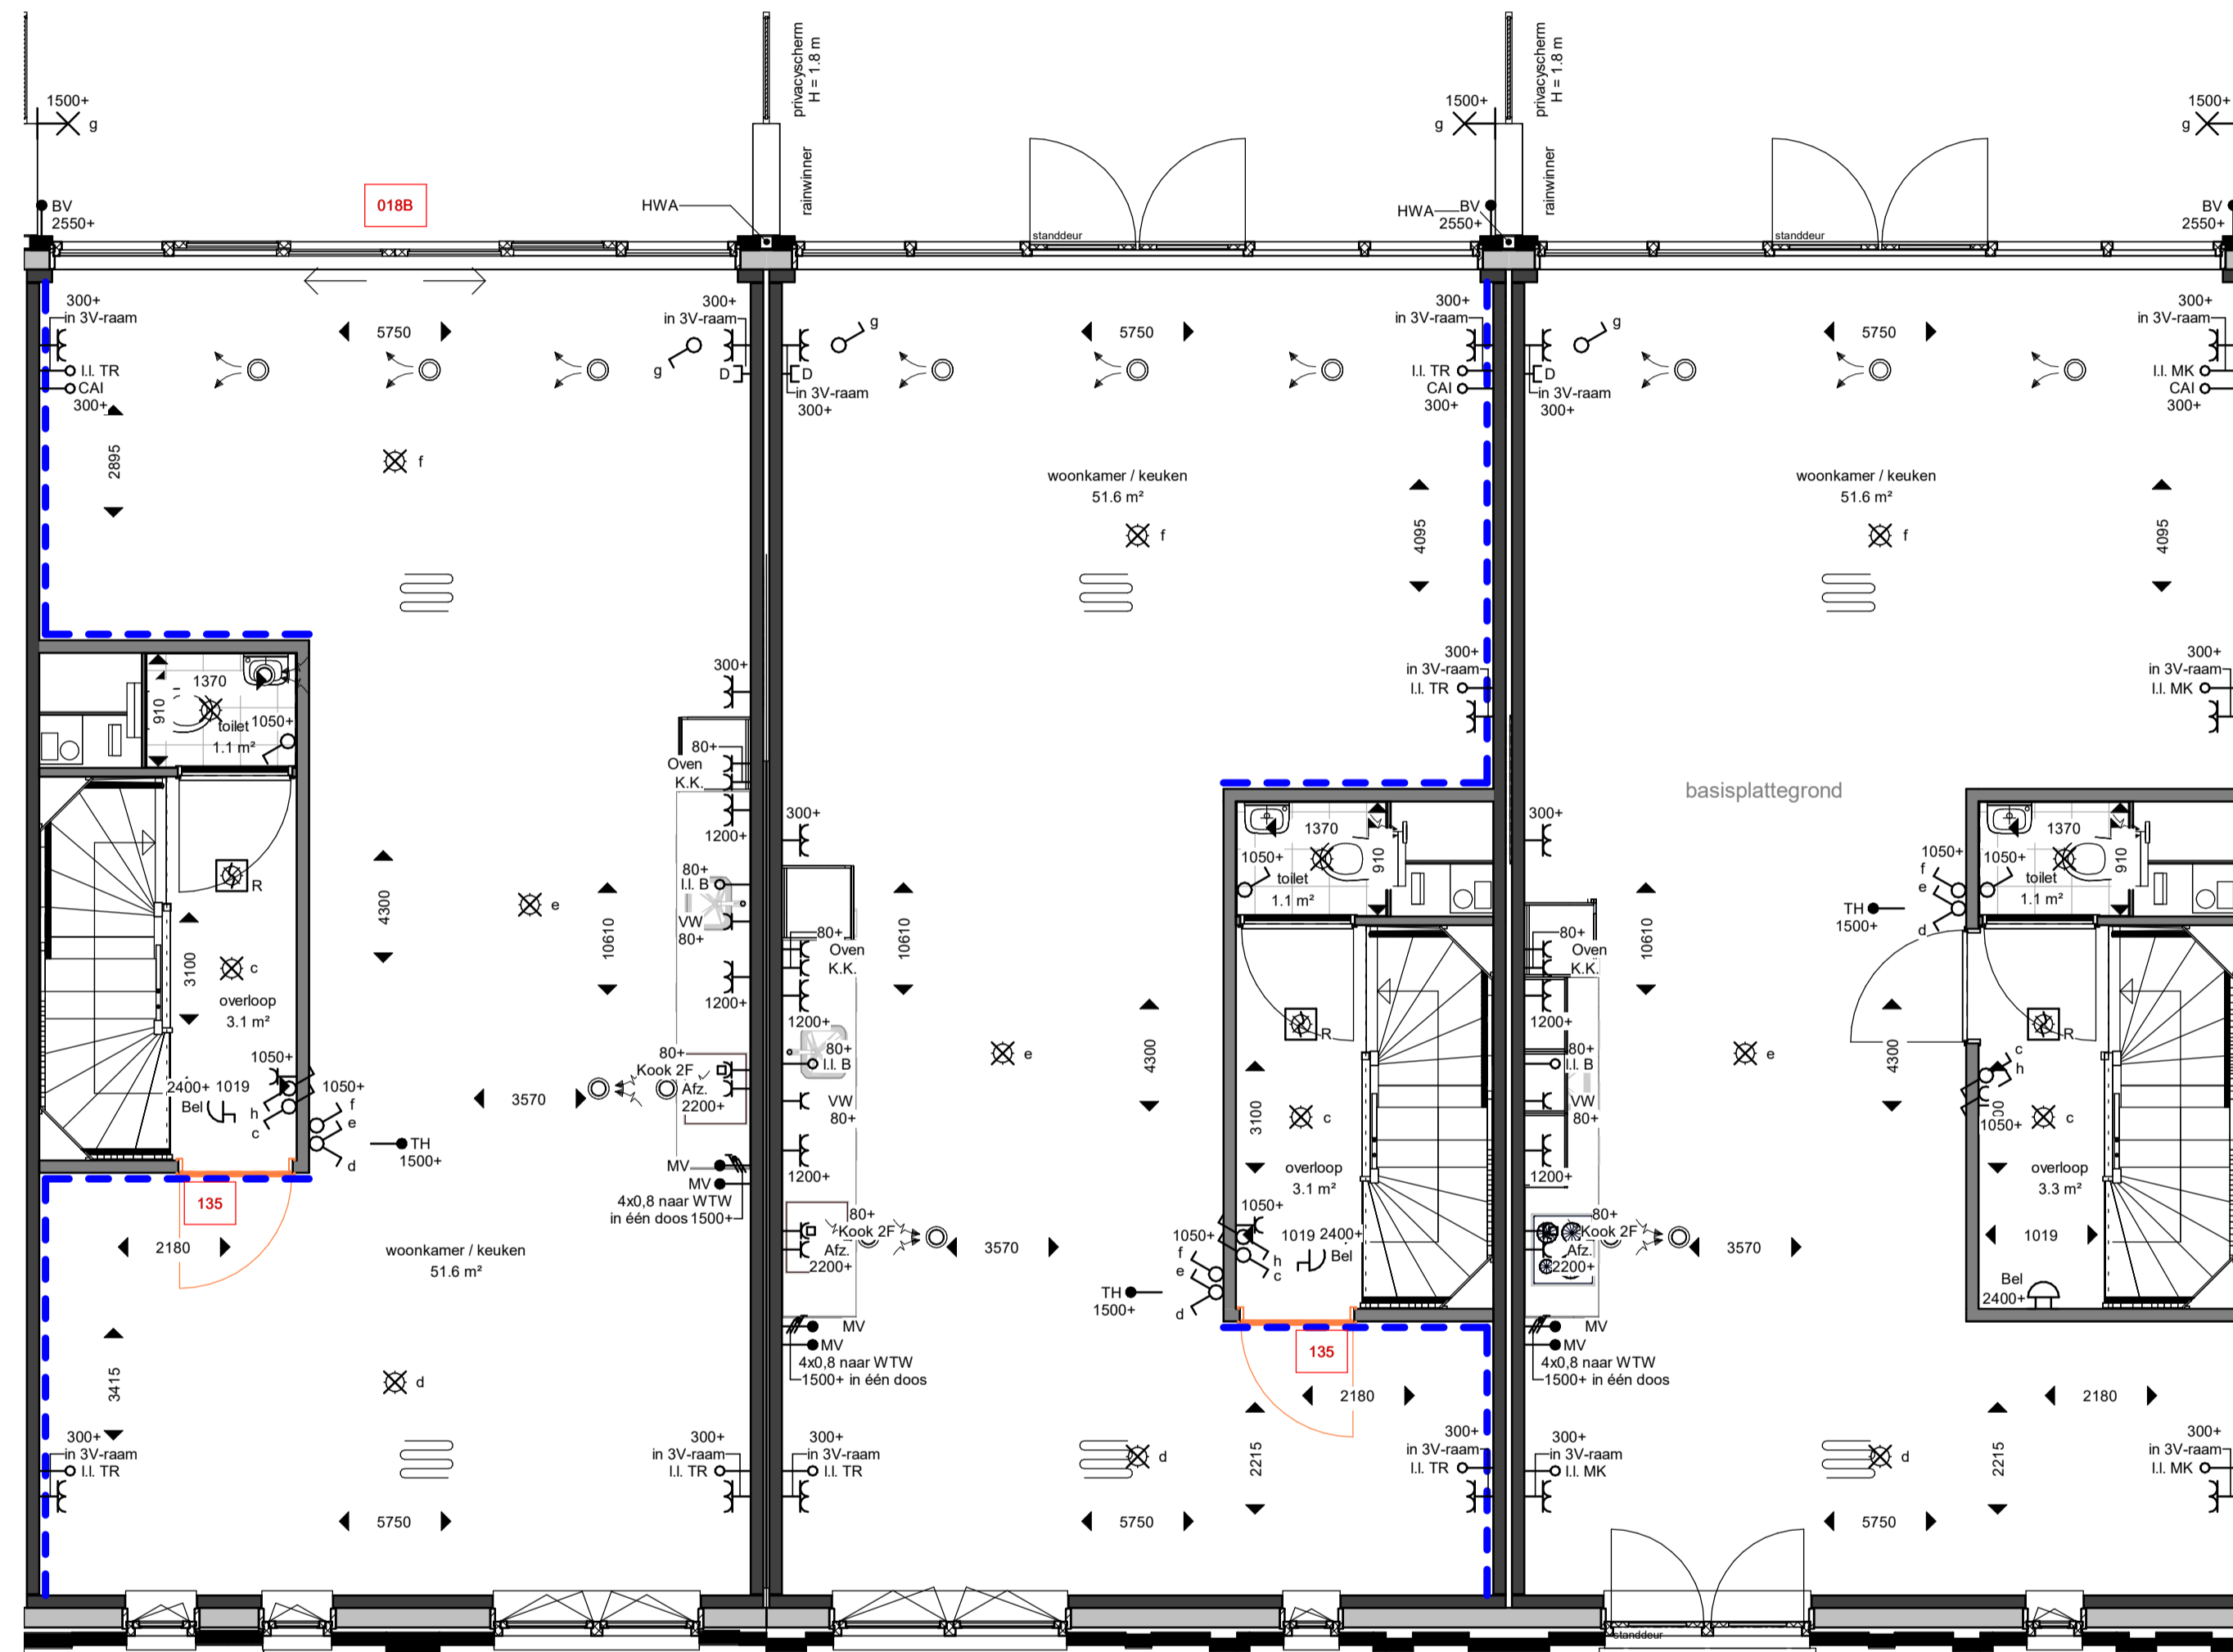 1500+
g
BV
2550+
018B
HWA
privacyscherm
H = 1.8 m
rainwinner
300+
in 3V-raam
I.I. TR
CAI
300+
2895
5750
f
300+
in 3V-raam
g
D
1370
910
toilet
1.1 m²
1050+
R
3100
c
overloop
3.1 m²
1050+
2400+ 1019
Bel
h
c
1050+
f
e
d
TH
1500+
4300
e
10610
3570
300+
80+
Oven
K.K.
1200+
80+
I.I. B
VW
80+
1200+
80+
Kook 2F
Afz.
2200+
MV
MV
4x0,8 naar WTW
in één doos 1500+
135
2180
woonkamer / keuken
51.6 m²
3415
d
300+
in 3V-raam
I.I. TR
300+
in 3V-raam
I.I. TR
5750
1500+
g
HWA
BV
2550+
privacyscherm
H = 1.8 m
rainwinner
standdeur
g
D
in 3V-raam
300+
5750
300+
in 3V-raam
I.I. TR
CAI
300+
woonkamer / keuken
51.6 m²
f
4095
300+
in 3V-raam
I.I. TR
300+
80+
Oven
K.K.
1200+
80+
I.I. B
VW
80+
1200+
80+
Kook 2F
Afz.
2200+
MV
MV
4x0,8 naar WTW
1500+ in één doos
10610
e
4300
3570
1370
910
1050+
toilet
1.1 m²
R
3100
c
overloop
3.1 m²
1050+
1050+
1019 2400+
Bel
h
c
f
e
d
TH
1500+
135
2180
2215
d
300+
in 3V-raam
I.I. TR
300+
in 3V-raam
I.I. TR
5750
1500+
g
BV
2550+
standdeur
g
D
in 3V-raam
300+
5750
300+
in 3V-raam
I.I. MK
CAI
300+
woonkamer / keuken
51.6 m²
f
4095
300+
in 3V-raam
I.I. MK
basisplattegrond
300+
80+
Oven
K.K.
1200+
80+
I.I. B
VW
80+
1200+
80+
Kook 2F
Afz.
2200+
MV
MV
4x0,8 naar WTW
1500+ in één doos
10610
e
4300
3570
1370
910
1050+
f
e
d
1050+
toilet
1.1 m²
TH
1500+
R
c
h
1050+
3100
c
overloop
3.3 m²
1019
Bel
2400+
2180
2215
d
300+
in 3V-raam
I.I. MK
300+
in 3V-raam
I.I. MK
5750
standdeur